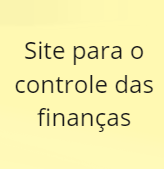 Site para o
controle das
finanças